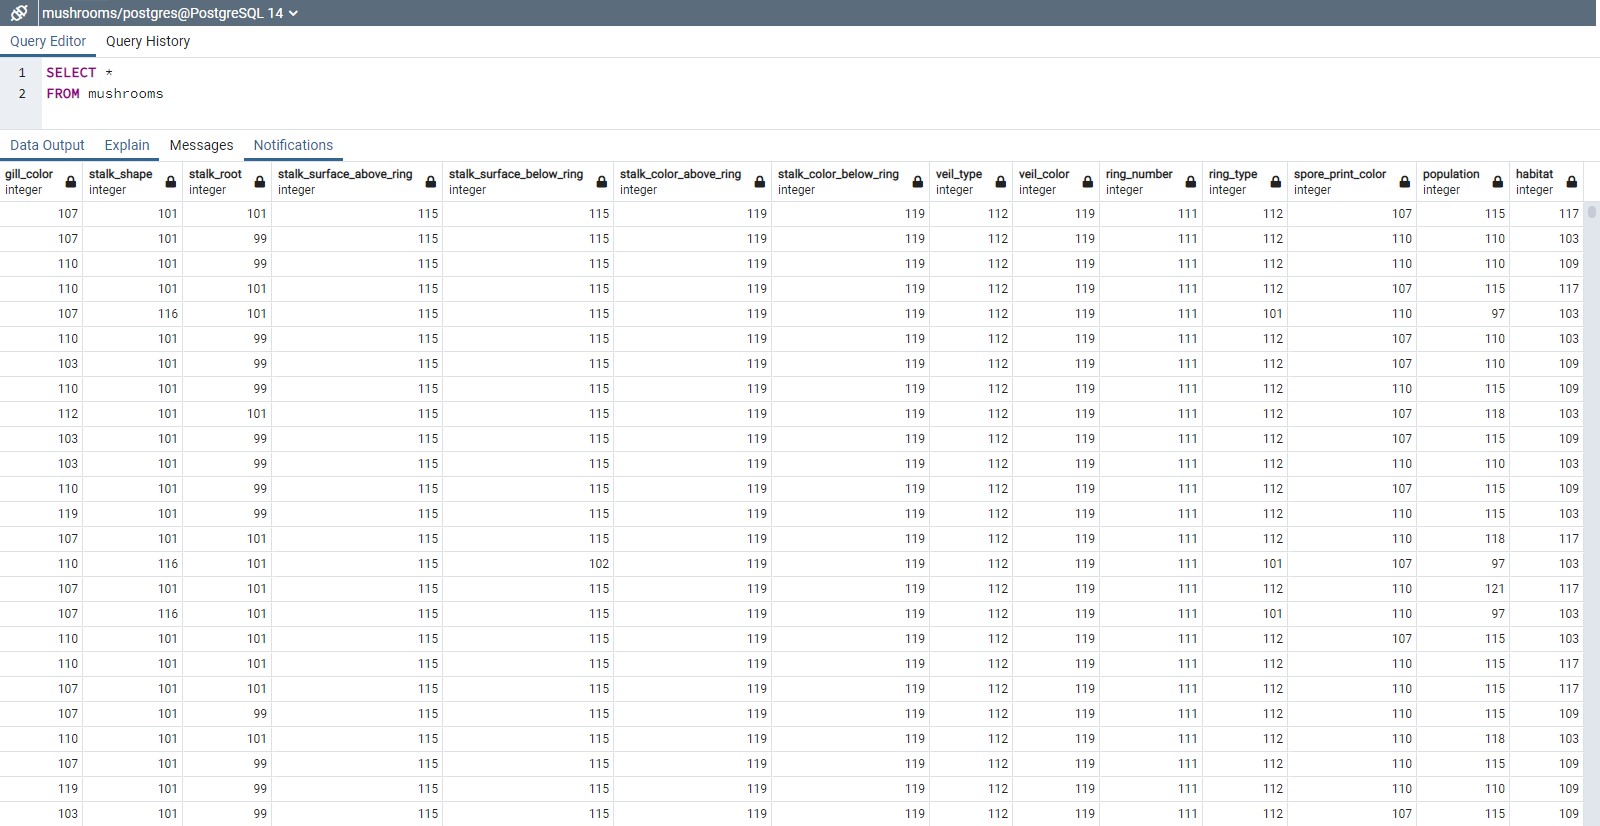 mushrooms/postgres@PostgreSQL 14
Query Editor Query History
1 SELECT *
2 FROM mushrooms
Data Output Explain Messages Notifications
gill_color stalk_shape stalk_root stalk_surface_above_ring stalk_surface_below_ring stalk_color_above_ring stalk_color_below_ring veil_type veil_color ring_number ring_type spore_print_color population habitat
integer integer integer integer integer integer integer integer integer integer integer integer integer integer
107 101 101 115 115 119 119 112 119 111 112 107 115 117
107 101 99 115 115 119 119 112 119 111 112 110 110 103
110 101 99 115 115 119 119 112 119 111 112 110 110 109
110 101 101 115 115 119 119 112 119 111 112 107 115 117
107 116 101 115 115 119 119 112 119 111 101 110 97 103
110 101 99 115 115 119 119 112 119 111 112 107 110 103
103 101 99 115 115 119 119 112 119 111 112 107 110 109
110 101 99 115 115 119 119 112 119 111 112 110 115 109
112 101 101 115 115 119 119 112 119 111 112 107 118 103
103 101 99 115 115 119 119 112 119 111 112 107 115 109
103 101 99 115 115 119 119 112 119 111 112 110 110 103
110 101 99 115 115 119 119 112 119 111 112 107 115 109
119 101 99 115 115 119 119 112 119 111 112 110 115 103
107 101 101 115 115 119 119 112 119 111 112 110 118 117
110 116 101 115 102 119 119 112 119 111 101 107 97 103
107 101 101 115 115 119 119 112 119 111 112 110 121 117
107 116 101 115 115 119 119 112 119 111 101 110 97 103
110 101 101 115 115 119 119 112 119 111 112 107 115 103
110 101 101 115 115 119 119 112 119 111 112 110 115 117
107 101 101 115 115 119 119 112 119 111 112 110 115 117
107 101 99 115 115 119 119 112 119 111 112 110 115 109
110 101 101 115 115 119 119 112 119 111 112 110 118 103
107 101 99 115 115 119 119 112 119 111 112 110 115 109
119 101 99 115 115 119 119 112 119 111 112 110 110 109
103 101 99 115 115 119 119 112 119 111 112 107 115 109